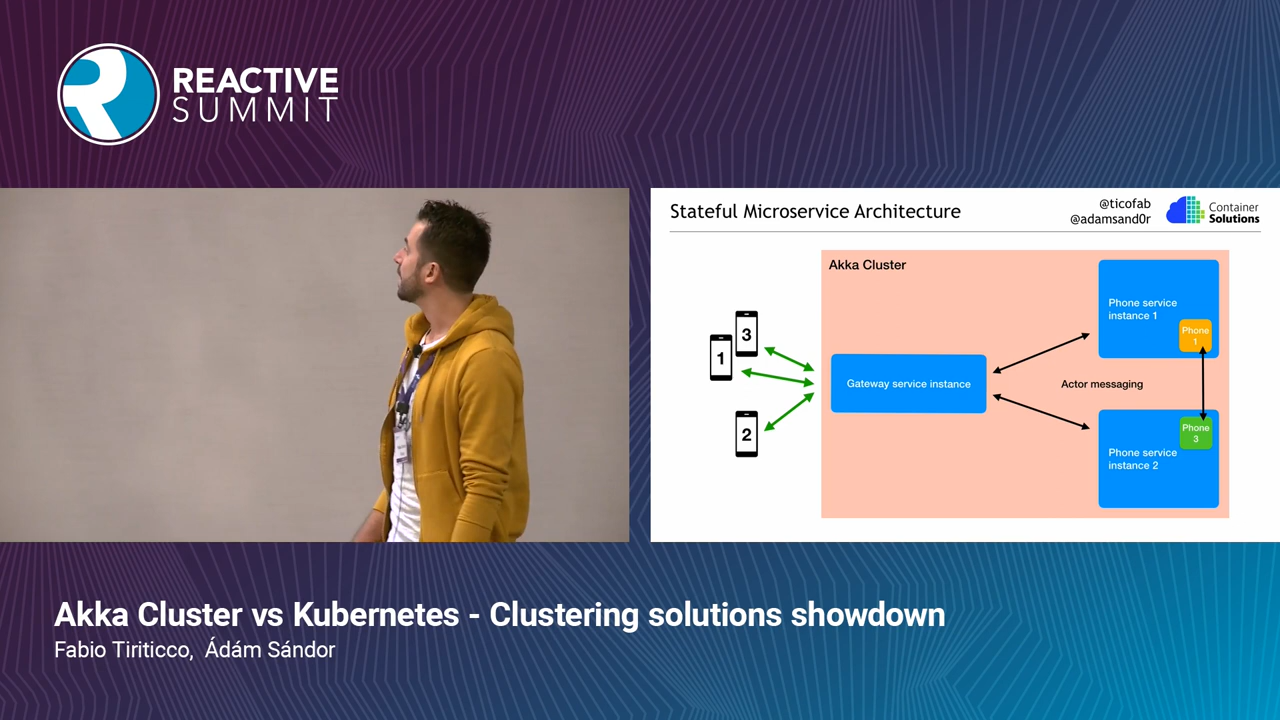 REACTIVE
SUMMIT
Stateful Microservice Architecture
@ticofab
@adamsand0r
Container
Solutions
Akka Cluster
Phone service
instance 1
Phone
1
3
1
Gateway service instance
Actor messaging
2
Phone
3
Phone service
instance 2
Akka Cluster vs Kubernetes - Clustering solutions showdown
Fabio Tiriticco, Ádám Sándor